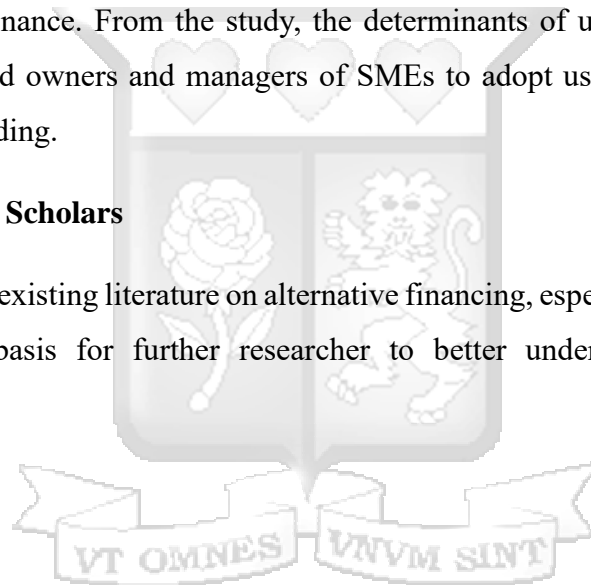 nance. From the study, the determinants of u
d owners and managers of SMEs to adopt us
ding.
Scholars
existing literature on alternative financing, espe
basis for further researcher to better under
VT OMNES VNVM SINT